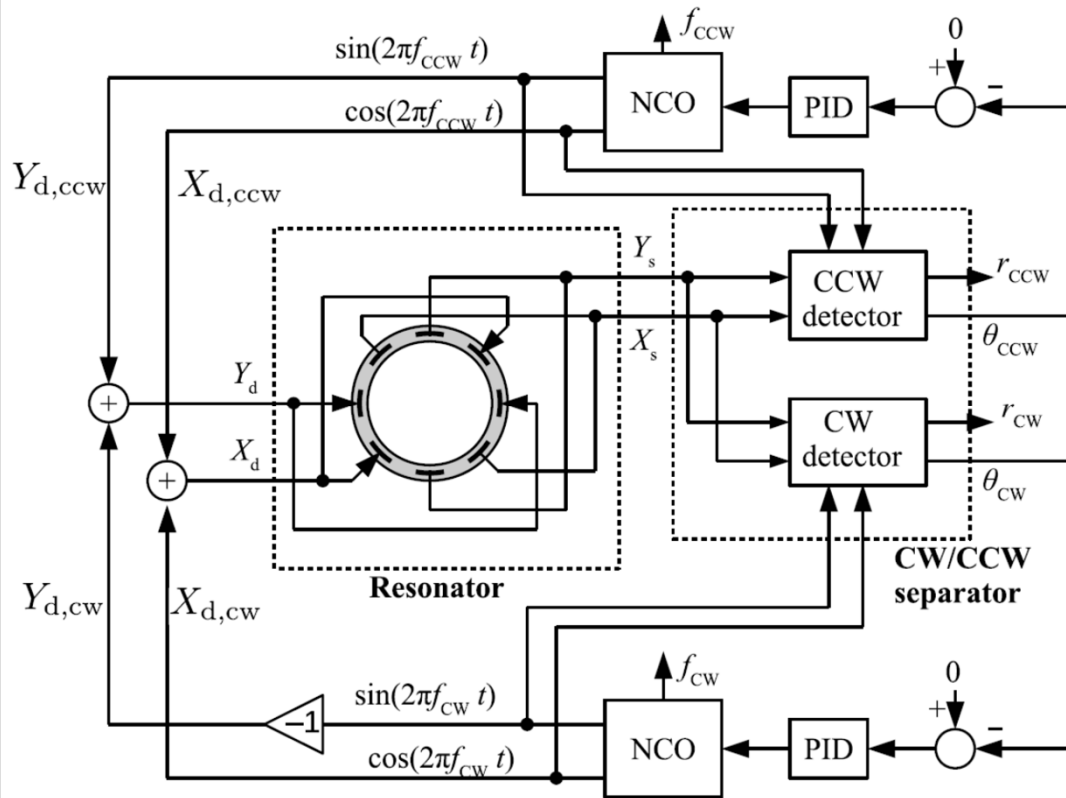 f_CCW
0
sin(2πf_CCW t)
+
−
NCO
PID
cos(2πf_CCW t)
Y_d,ccw
X_d,ccw
Y_s
CCW
detector
r_CCW
X_s
θ_CCW
Y_d
+
CW
detector
r_CW
X_d
+
θ_CW
Resonator
CW/CCW
separator
Y_d,cw
X_d,cw
f_CW
0
sin(2πf_CW t)
+
−
−1
NCO
PID
cos(2πf_CW t)